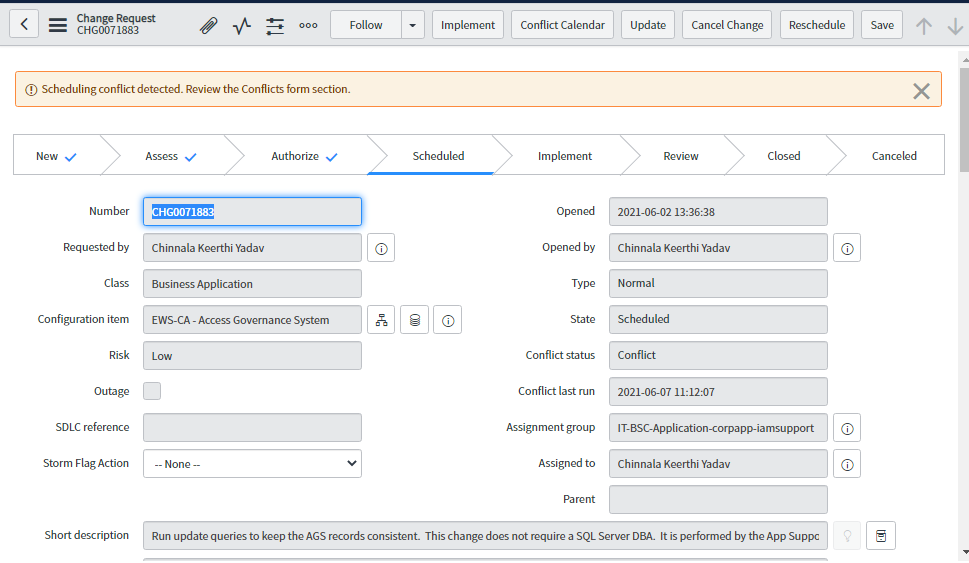 Change Request
CHG0071883
Follow
Implement
Conflict Calendar
Update
Cancel Change
Reschedule
Save
Scheduling conflict detected. Review the Conflicts form section.
New
Assess
Authorize
Scheduled
Implement
Review
Closed
Canceled
Number CHG0071883
Opened 2021-06-02 13:36:38
Requested by Chinnala Keerthi Yadav
Opened by Chinnala Keerthi Yadav
Class Business Application
Type Normal
Configuration item EWS-CA - Access Governance System
State Scheduled
Risk Low
Conflict status Conflict
Outage
Conflict last run 2021-06-07 11:12:07
SDLC reference
Assignment group IT-BSC-Application-corpapp-iamsupport
Storm Flag Action -- None --
Assigned to Chinnala Keerthi Yadav
Parent
Short description Run update queries to keep the AGS records consistent. This change does not require a SQL Server DBA. It is performed by the App Suppo